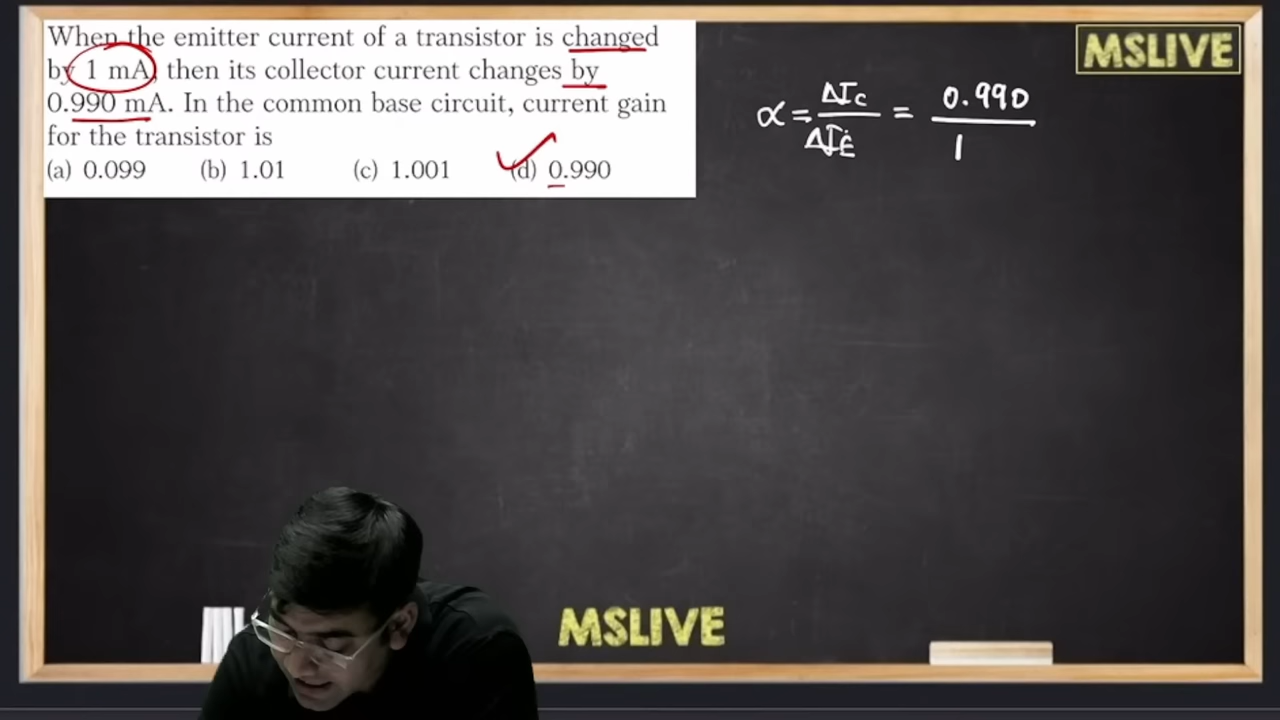 When the emitter current of a transistor is changed
by 1 mA, then its collector current changes by
0.990 mA. In the common base circuit, current gain
for the transistor is
(a) 0.099 (b) 1.01 (c) 1.001 (d) 0.990
MSLIVE
α = ΔIc / ΔIE = 0.990 / 1
MSLIVE